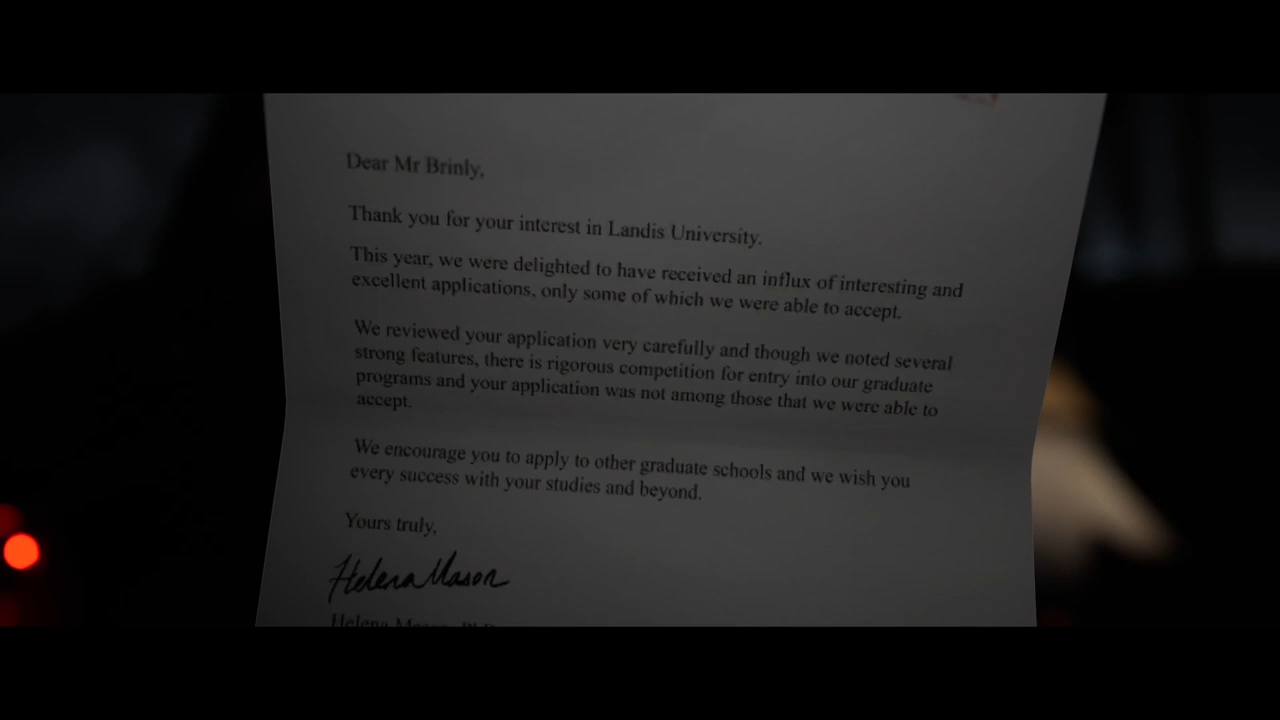 Dear Mr Brinly,
Thank you for your interest in Landis University.
This year, we were delighted to have received an influx of interesting and
excellent applications, only some of which we were able to accept.
We reviewed your application very carefully and though we noted several
strong features, there is rigorous competition for entry into our graduate
programs and your application was not among those that we were able to
accept.
We encourage you to apply to other graduate schools and we wish you
every success with your studies and beyond.
Yours truly,
Helena Mason
Helena Mason, PhD